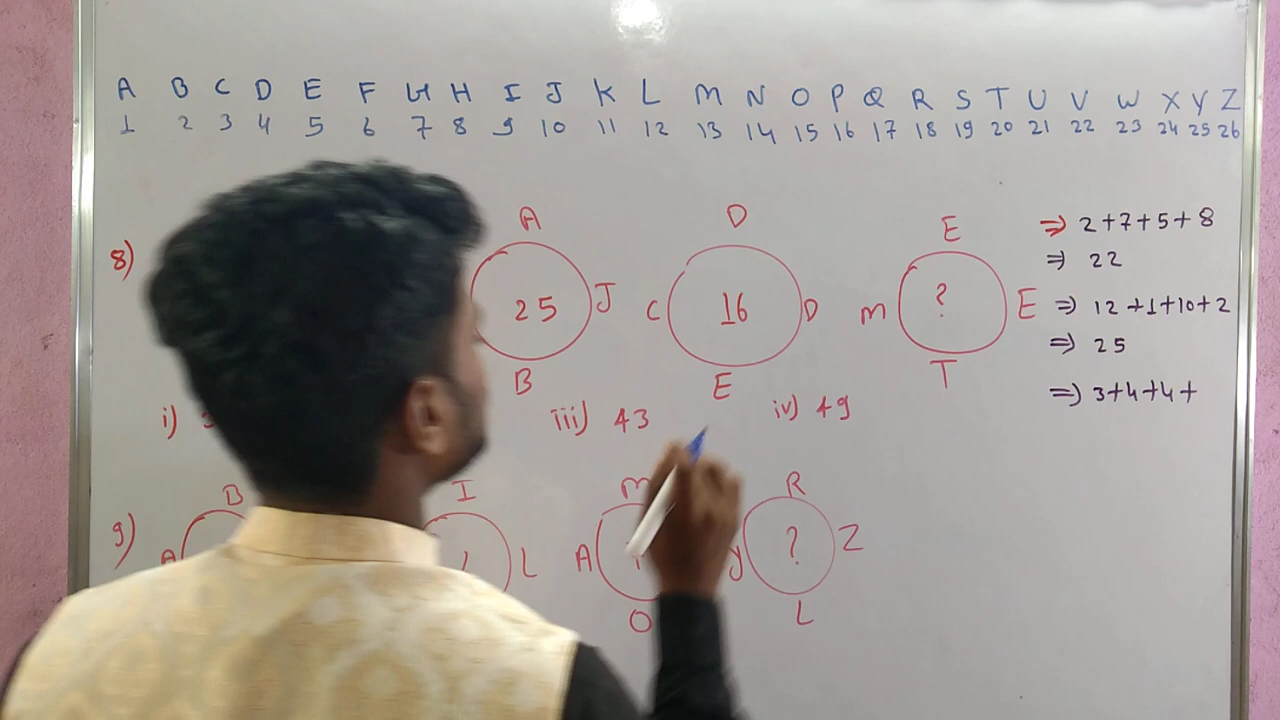 A B C D E F G H I J K L M N O P Q R S T U V W X Y Z
1 2 3 4 5 6 7 8 9 10 11 12 13 14 15 16 17 18 19 20 21 22 23 24 25 26
8)
A
25
J
B
D
C
16
D
E
E
m
?
E
T
⇒ 2+7+5+8
⇒ 22
⇒ 12+1+10+2
⇒ 25
⇒ 3+4+4+
i)
iii) 43
iv) 49
9)
B
A
I
L
M
A
O
R
y
?
Z
L